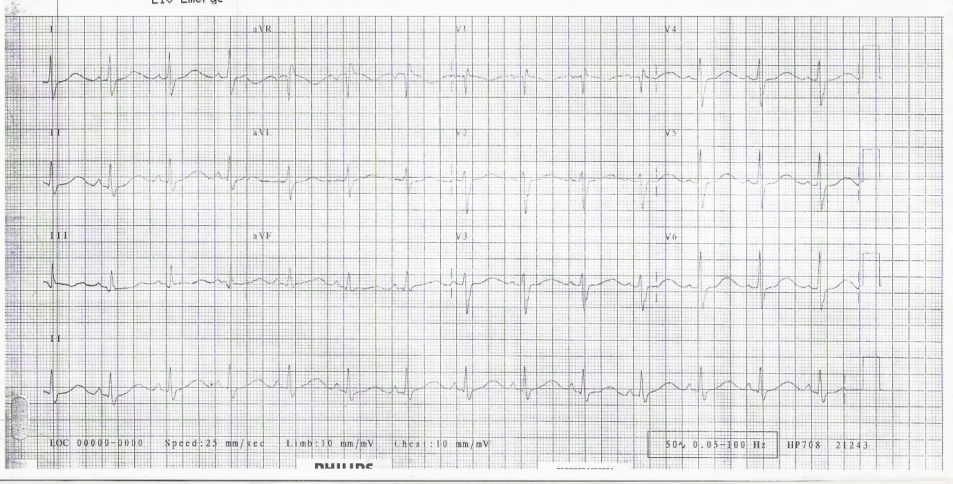 I aVR V1 V4
II aVL V2 V5
III aVF V3 V6
II
LOC 00000-0000 Speed:25 mm/sec Limb:10 mm/mV Chest:10 mm/mV 50∿ 0.05-100 Hz HP708 21243
PHILIPS